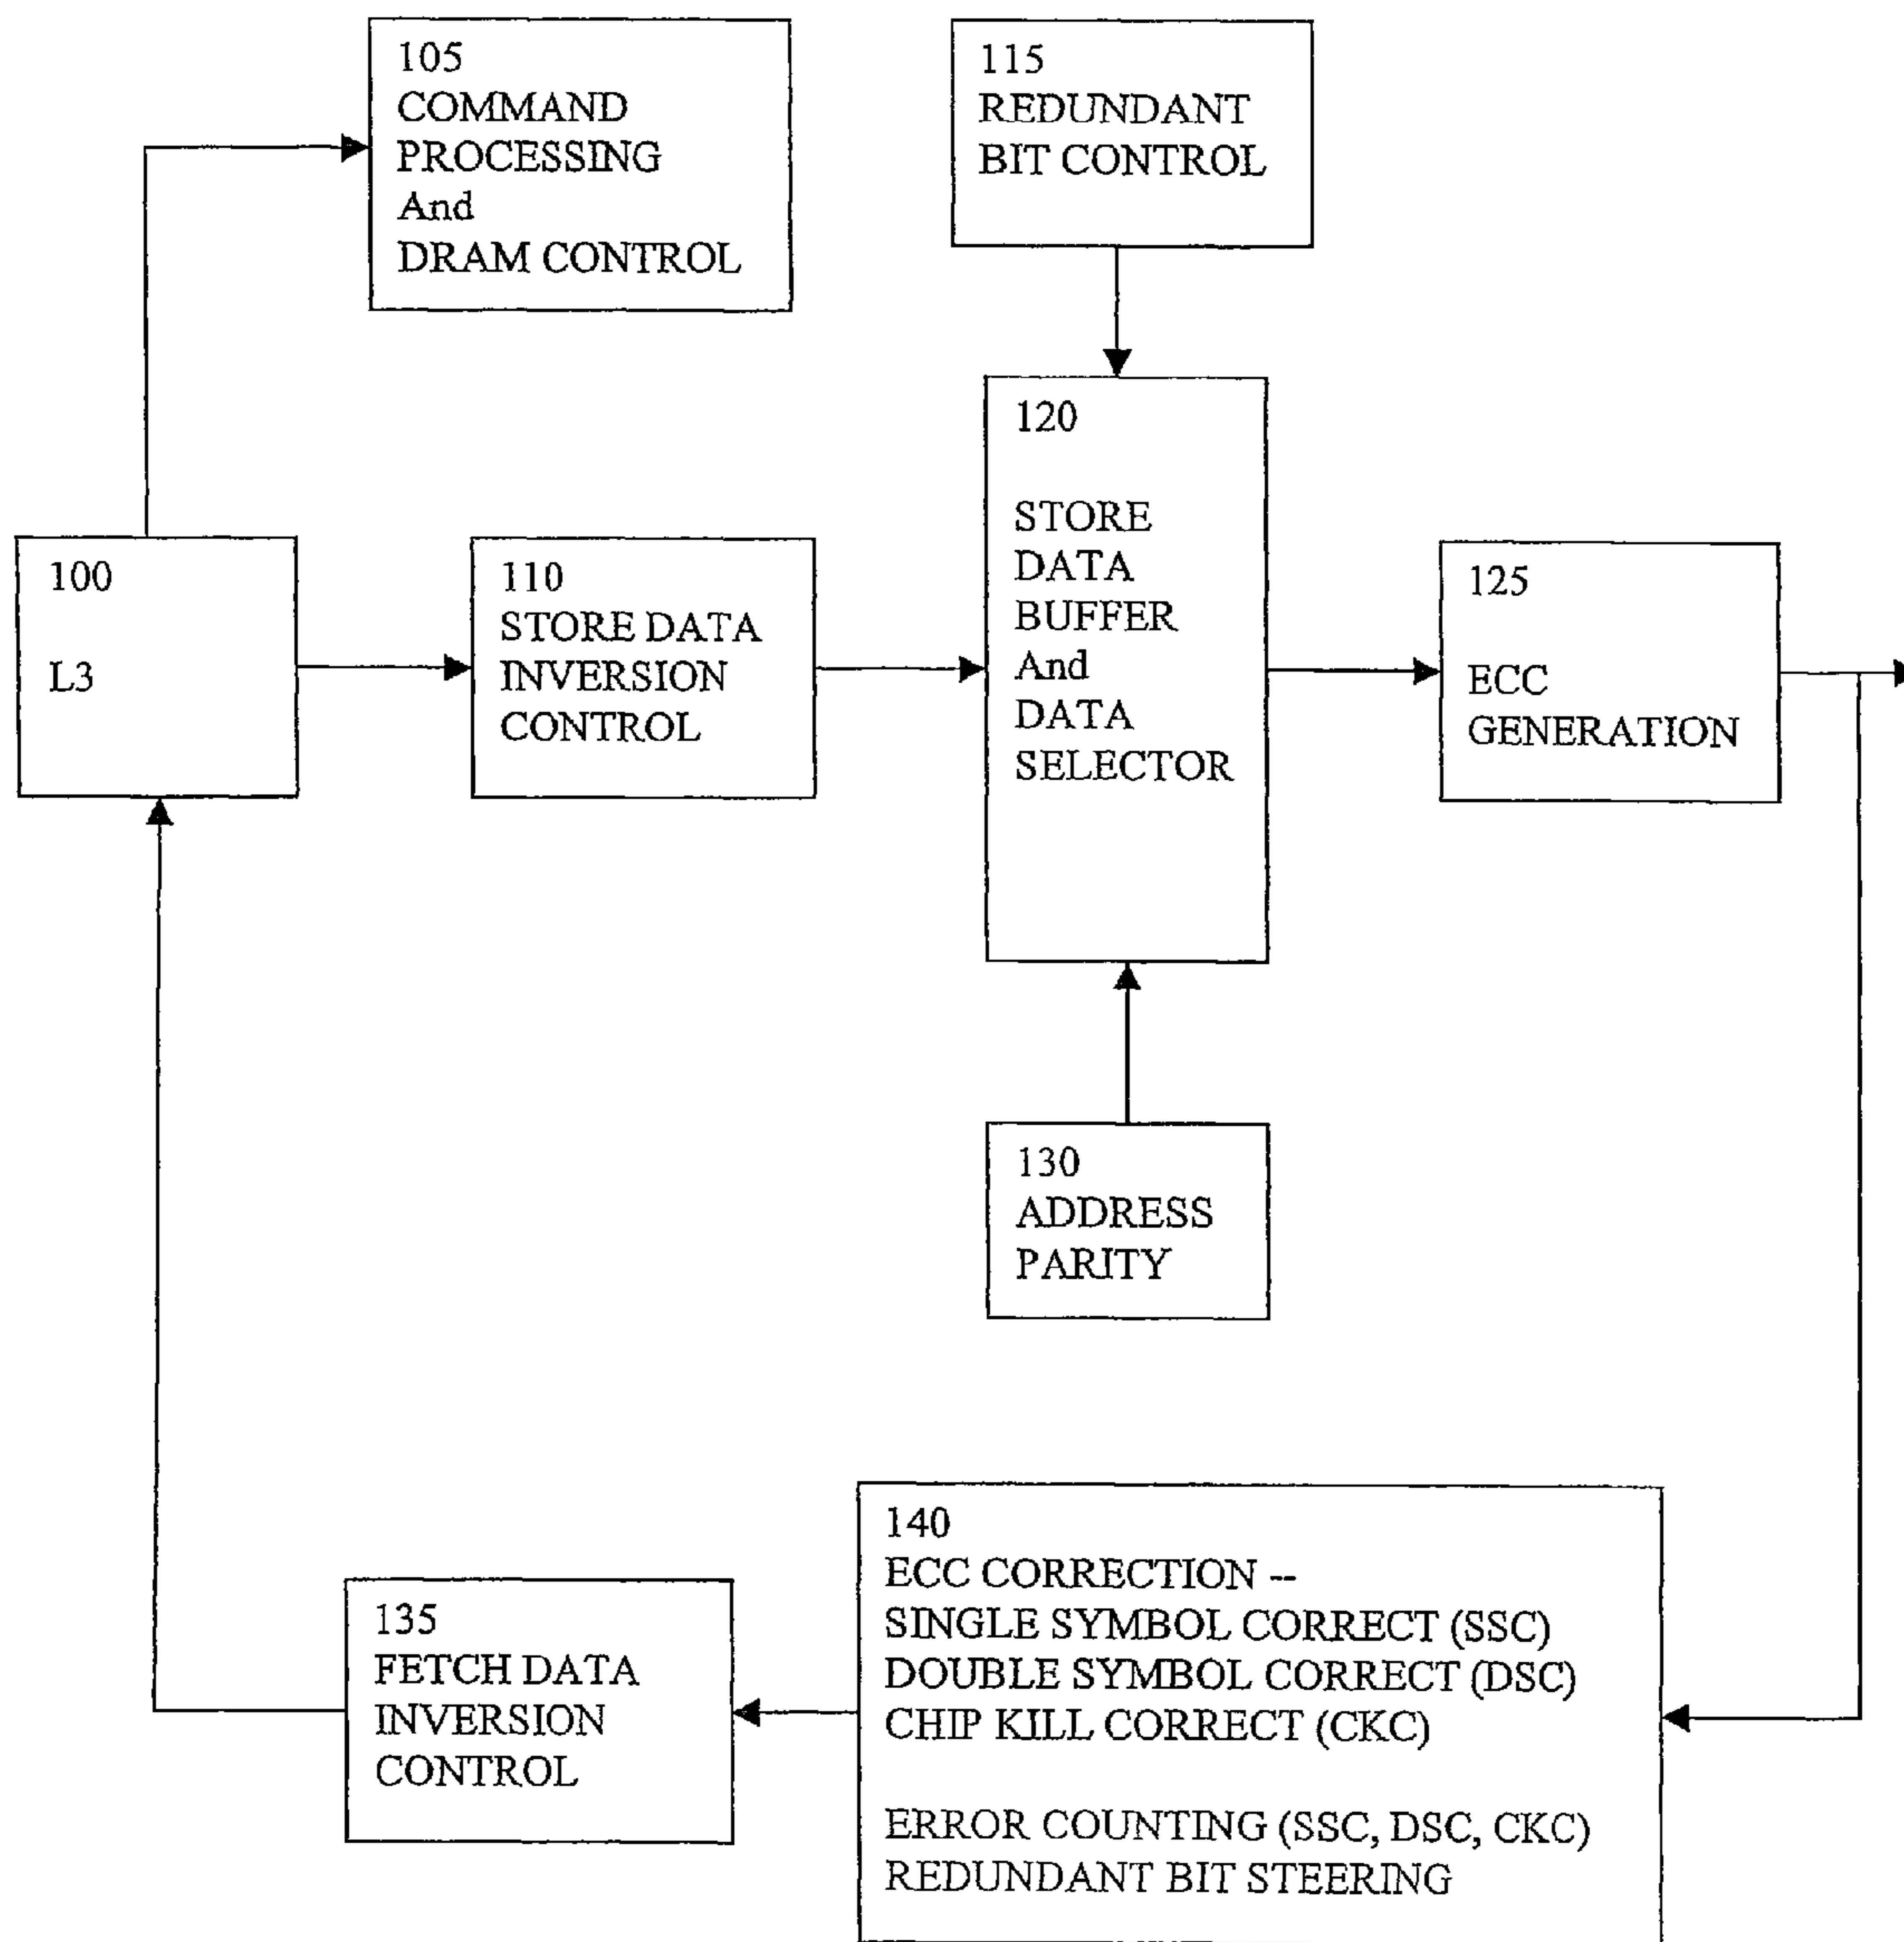 105
COMMAND
PROCESSING
And
DRAM CONTROL
115
REDUNDANT
BIT CONTROL
100
L3
110
STORE DATA
INVERSION
CONTROL
120
STORE
DATA
BUFFER
And
DATA
SELECTOR
125
ECC
GENERATION
130
ADDRESS
PARITY
135
FETCH DATA
INVERSION
CONTROL
140
ECC CORRECTION --
SINGLE SYMBOL CORRECT (SSC)
DOUBLE SYMBOL CORRECT (DSC)
CHIP KILL CORRECT (CKC)
ERROR COUNTING (SSC, DSC, CKC)
REDUNDANT BIT STEERING